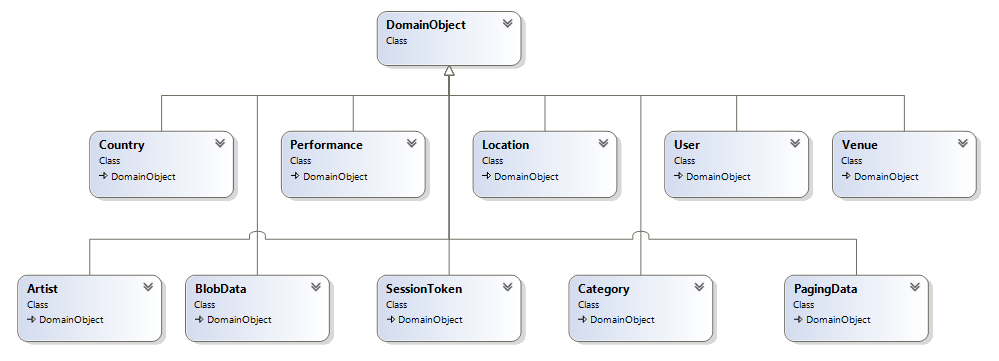 DomainObject
Class
Country
Class
DomainObject
Performance
Class
DomainObject
Location
Class
DomainObject
User
Class
DomainObject
Venue
Class
DomainObject
Artist
Class
DomainObject
BlobData
Class
DomainObject
SessionToken
Class
DomainObject
Category
Class
DomainObject
PagingData
Class
DomainObject